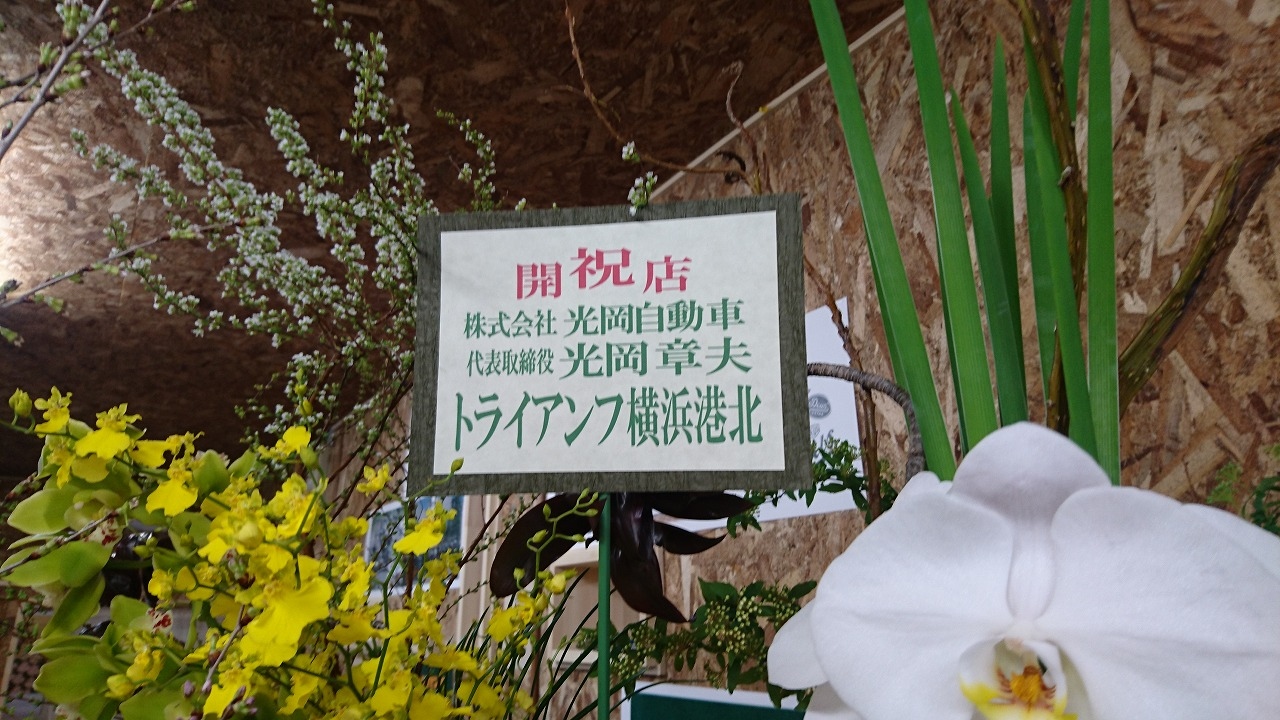 開祝店
株式会社 光岡自動車
代表取締役 光岡章夫
トライアンフ横浜港北